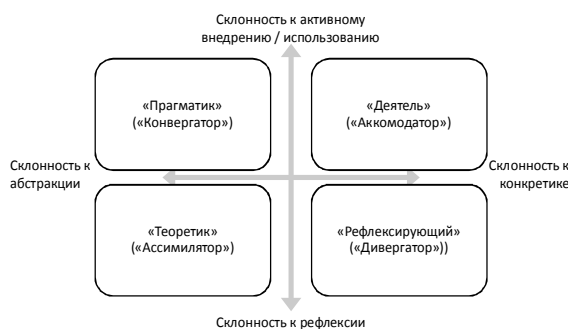 Склонность к активному
внедрению / использованию
«Прагматик»
(«Конвергатор»)
«Деятель»
(«Аккомодатор»)
Склонность к
абстракции
Склонность к
конкретике
«Теоретик»
(«Ассимилятор»)
«Рефлексирующий»
(«Дивергатор»))
Склонность к рефлексии